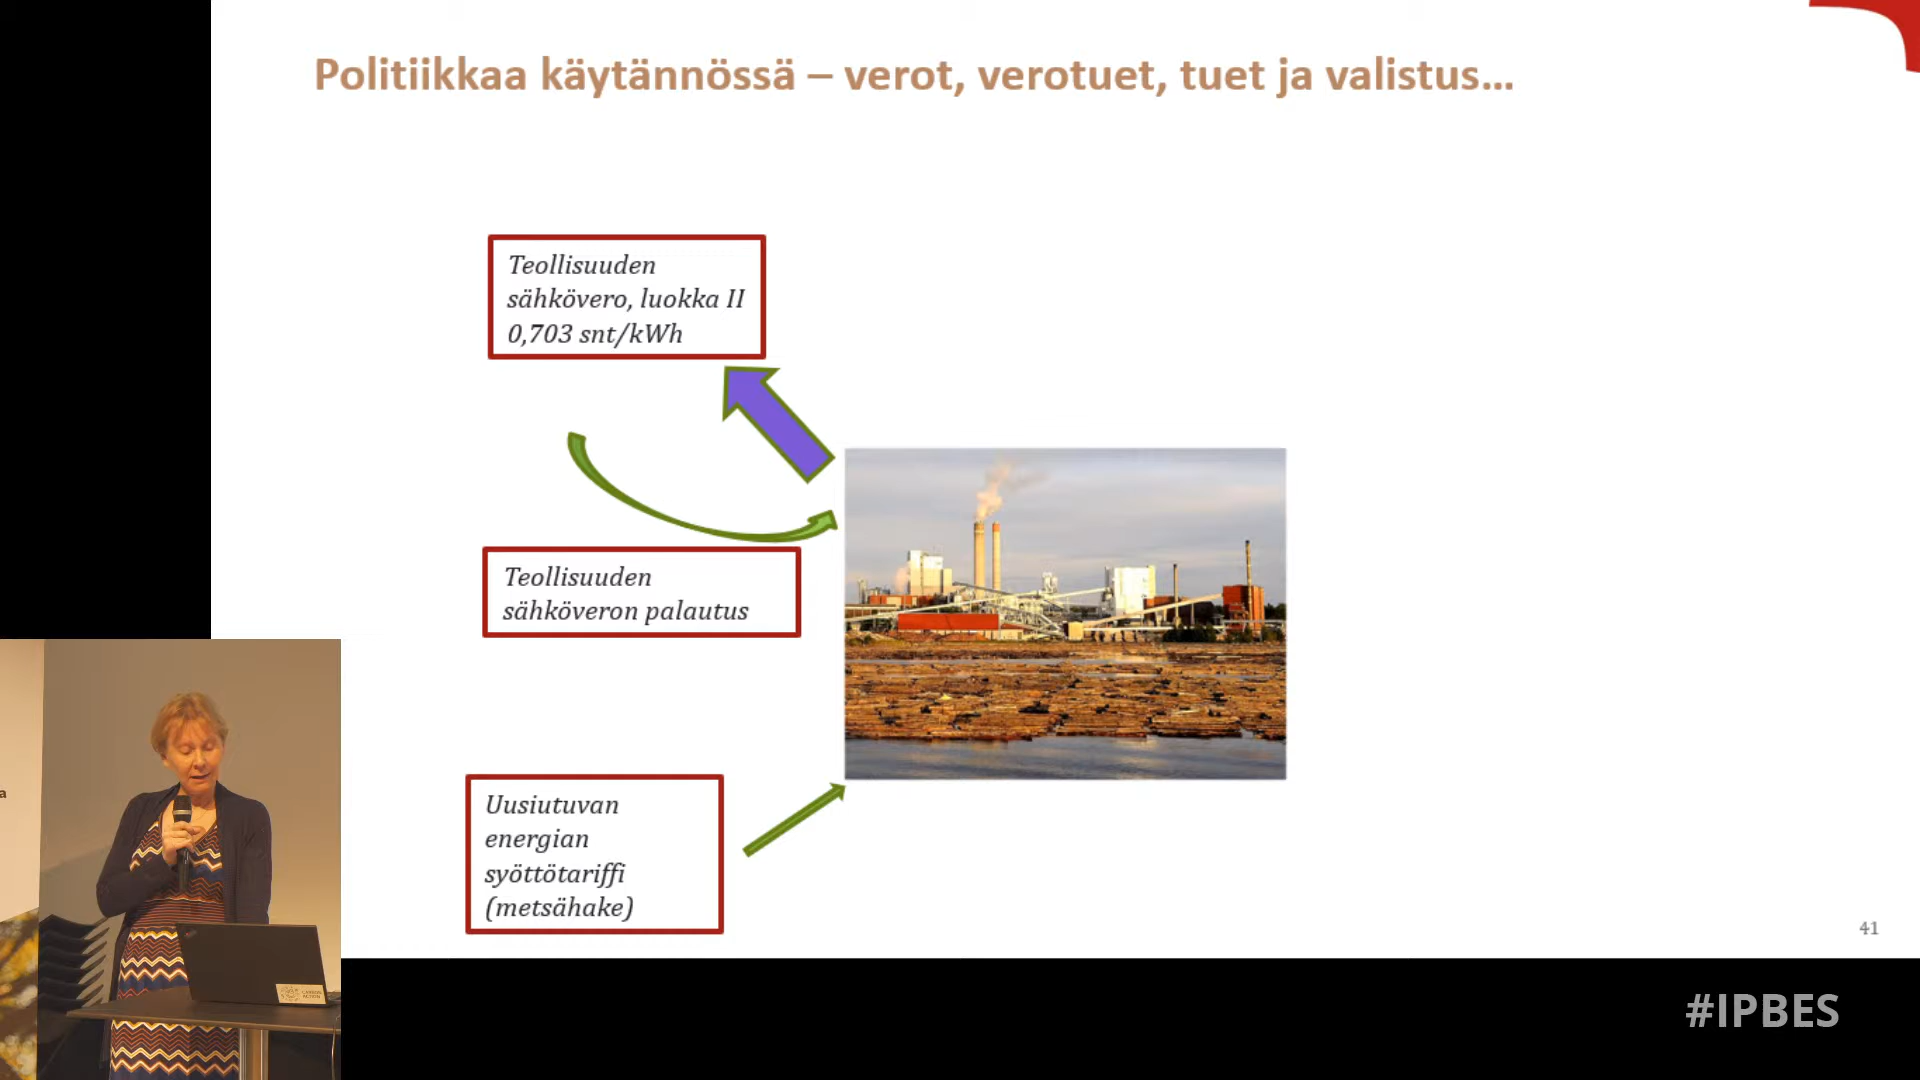 Politiikkaa käytännössä – verot, verotuet, tuet ja valistus...
Teollisuuden
sähkövero, luokka II
0,703 snt/kWh
Teollisuuden
sähköveron palautus
Uusiutuvan
energian
syöttötariffi
(metsähake)
a
41
#IPBES